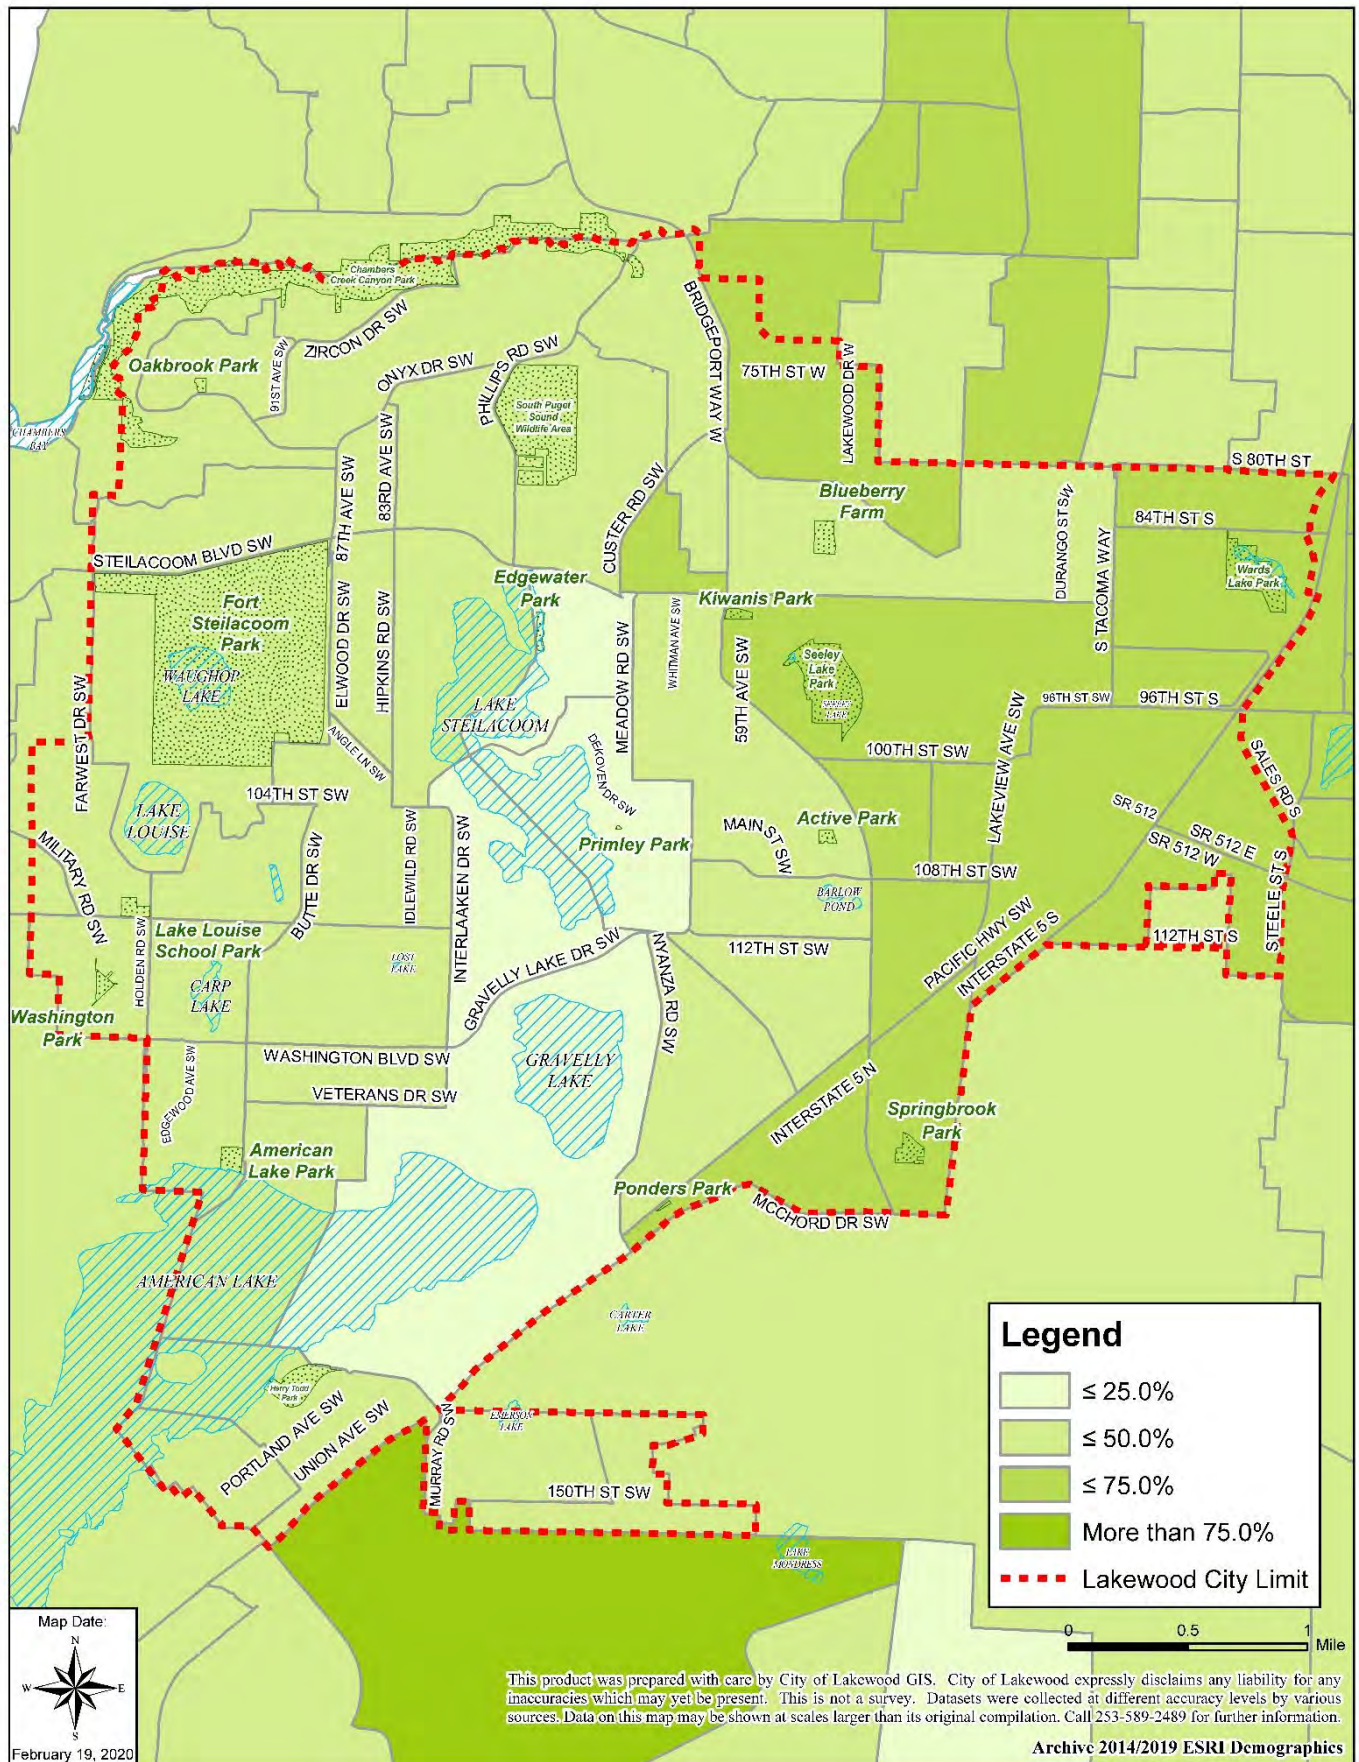 Chambers
Creek Canyon Park
ZIRCON DR SW
Oakbrook Park
91ST AVE SW
ONYX DR SW
PHILLIPS RD SW
BRIDGEPORT WAY W
75TH ST W
LAKEWOOD DR W
South Puget
Sound
Wildlife Area
CHAMBERS
BAY
83RD AVE SW
87TH AVE SW
S 80TH ST
CUSTER RD SW
Blueberry
Farm
DURANGO ST SW
84TH ST S
S TACOMA WAY
STEILACOOM BLVD SW
Wards
Lake Park
Edgewater
Park
Kiwanis Park
Fort
Steilacoom
Park
ELWOOD DR SW
HIPKINS RD SW
WHITMAN AVE SW
MEADOW RD SW
59TH AVE SW
Seeley
Lake
Park
SEELEY
LAKE
WAUGHOP
LAKE
LAKE
STEILACOOM
96TH ST SW
96TH ST S
FARWEST DR SW
ANGLE LN SW
DEKOVEN DR SW
100TH ST SW
LAKEVIEW AVE SW
SALES RD S
104TH ST SW
LAKE
LOUISE
SR 512
SR 512 E
SR 512 W
MILITARY RD SW
BUTTE DR SW
IDLEWILD RD SW
INTERLAAKEN DR SW
Primley Park
MAIN ST SW
Active Park
108TH ST SW
BARLOW
POND
STEELE ST S
Lake Louise
School Park
HOLDEN RD SW
LOST
LAKE
112TH ST SW
112TH ST S
PACIFIC HWY SW
INTERSTATE 5 S
CARP
LAKE
GRAVELLY LAKE DR SW
NYANZA RD SW
Washington
Park
WASHINGTON BLVD SW
GRAVELLY
LAKE
EDGEWOOD AVE SW
VETERANS DR SW
INTERSTATE 5 N
Springbrook
Park
American
Lake Park
Ponders Park
MCCHORD DR SW
AMERICAN LAKE
CARTER
LAKE
Harry Todd
Park
PORTLAND AVE SW
UNION AVE SW
MURRAY RD SW
EMERSON
LAKE
150TH ST SW
LAKE
MONDRESS
Legend
≤ 25.0%
≤ 50.0%
≤ 75.0%
More than 75.0%
Lakewood City Limit
0 0.5 1
Mile
Map Date:
N
W E
S
February 19, 2020
This product was prepared with care by City of Lakewood GIS. City of Lakewood expressly disclaims any liability for any
inaccuracies which may yet be present. This is not a survey. Datasets were collected at different accuracy levels by various
sources. Data on this map may be shown at scales larger than its original compilation. Call 253-589-2489 for further information.
Archive 2014/2019 ESRI Demographics